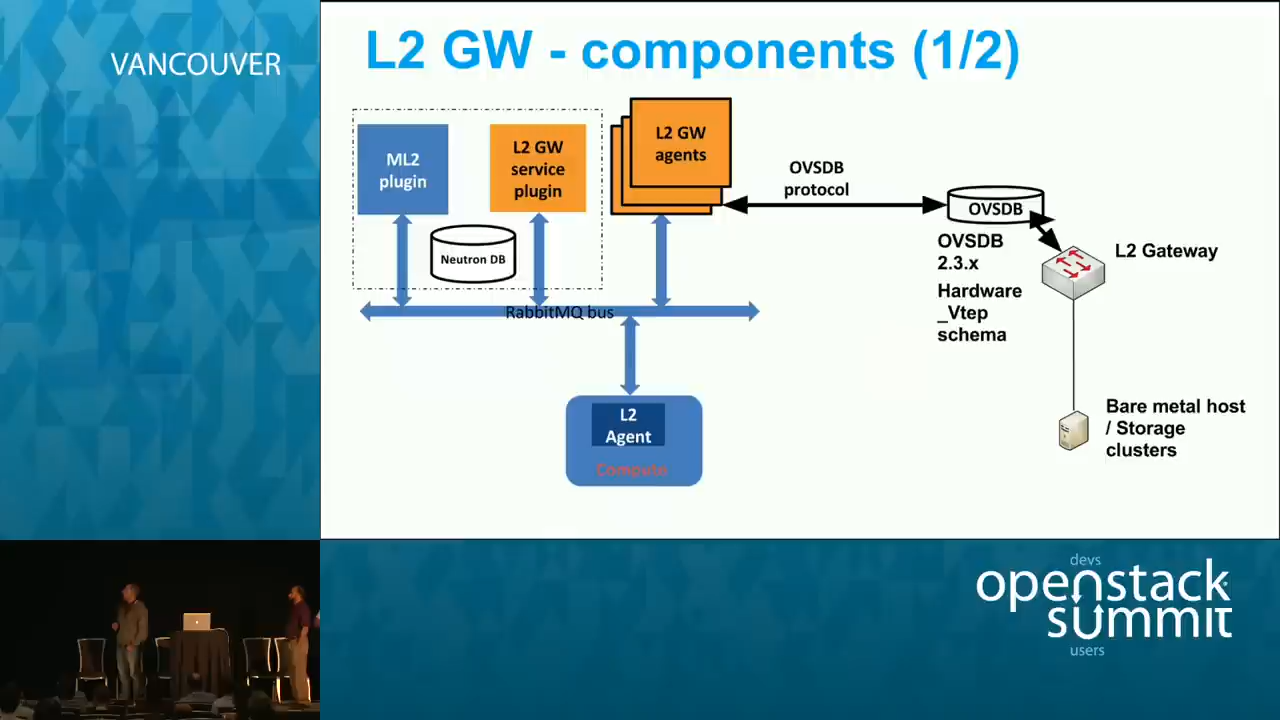 VANCOUVER
L2 GW - components (1/2)
ML2
plugin
L2 GW
service
plugin
L2 GW
agents
Neutron DB
RabbitMQ bus
OVSDB
protocol
OVSDB
OVSDB
2.3.x
Hardware
_Vtep
schema
L2 Gateway
Bare metal host
/ Storage
clusters
L2
Agent
Compute
devs
openstack
summit
users